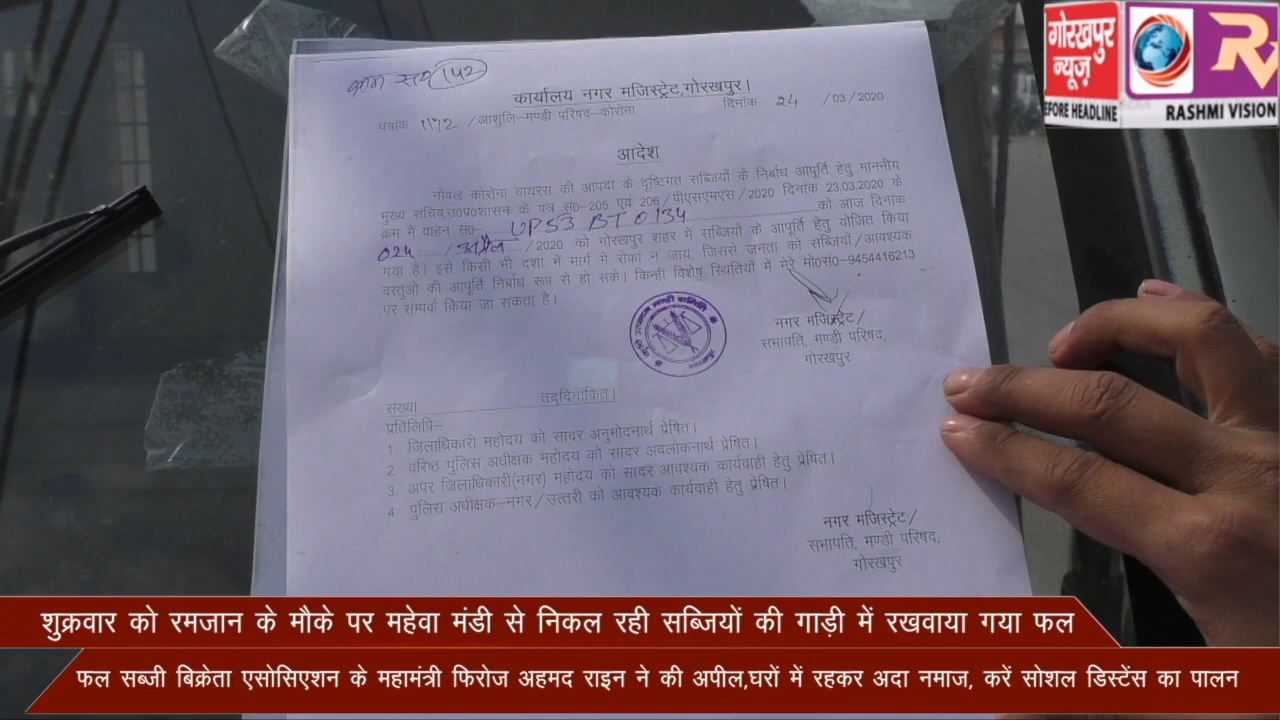 गोरखपुर
न्यूज़
BEFORE HEADLINE
RV
RASHMI VISION
142
कार्यालय नगर मजिस्ट्रेट,गोरखपुर।
पत्रांक 1172 /आशुलि-मण्डी परिषद-कोरोना दिनांक 24 /03/2020
आदेश
नोवल कोरोना वायरस की आपदा के दृष्टिगत सब्जियों के निर्बाध आपूर्ति हेतु माननीय
मुख्य सचिव,उ0प्र0शासन के पत्र सं0-205 एवं 206/पीएसएमएस/2020 दिनांक 23.03.2020 के
क्रम में वाहन सं0- UP53 BT 0134 को आज दिनांक
024 /अप्रैल /2020 को गोरखपुर शहर में सब्जियों के आपूर्ति हेतु योजित किया
गया है। इसे किसी भी दशा में मार्ग में रोका न जाय, जिससे जनता को सब्जियों/आवश्यक
वस्तुओ की आपूर्ति निर्बाध रूप से हो सके। किन्ही विशेष स्थितियों में मेरे मो0सं0-9454416213
पर सम्पर्क किया जा सकता है।
नगर मजिस्ट्रेट/
सभापति, मण्डी परिषद,
गोरखपुर
संख्या तद्दिनांकित।
प्रतिलिपि-
1 जिलाधिकारी महोदय को सादर अनुमोदनार्थ प्रेषित।
2 वरिष्ठ पुलिस अधीक्षक महोदय को सादर अवलोकनार्थ प्रेषित।
3. अपर जिलाधिकारी(नगर) महोदय को सादर आवश्यक कार्यवाही हेतु प्रेषित।
4 पुलिस अधीक्षक-नगर/उत्तरी को आवश्यक कार्यवाही हेतु प्रेषित।
नगर मजिस्ट्रेट/
सभापति, मण्डी परिषद,
गोरखपुर
शुक्रवार को रमजान के मौके पर महेवा मंडी से निकल रही सब्जियों की गाड़ी में रखवाया गया फल
फल सब्जी बिक्रेता एसोसिएशन के महामंत्री फिरोज अहमद राइन ने की अपील,घरों में रहकर अदा नमाज, करें सोशल डिस्टेंस का पालन